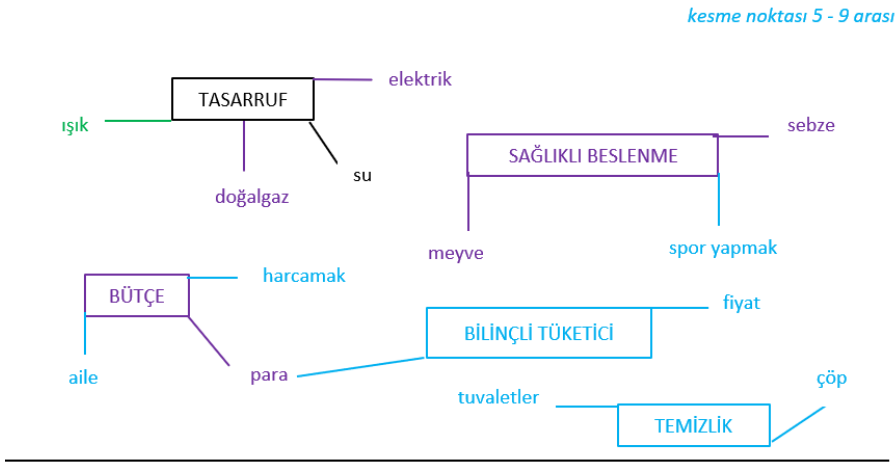 kesme noktası 5 - 9 arası
elektrik
TASARRUF
ışık
sebze
SAĞLIKLI BESLENME
su
doğalgaz
meyve
spor yapmak
harcamak
BÜTÇE
fiyat
BİLİNÇLİ TÜKETİCİ
aile
para
çöp
tuvaletler
TEMİZLİK